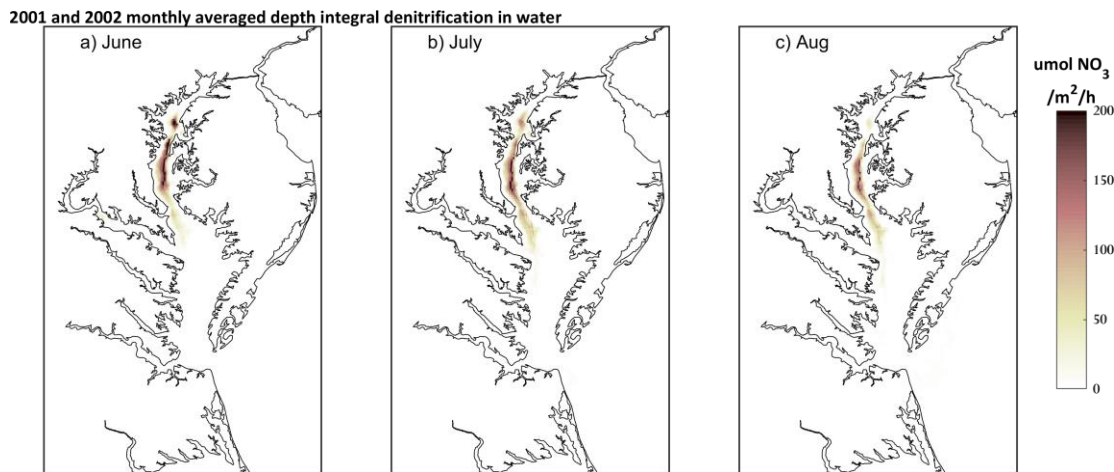 2001 and 2002 monthly averaged depth integral denitrification in water
a) June
b) July
c) Aug
umol NO₃
/m²/h
200
150
100
50
0